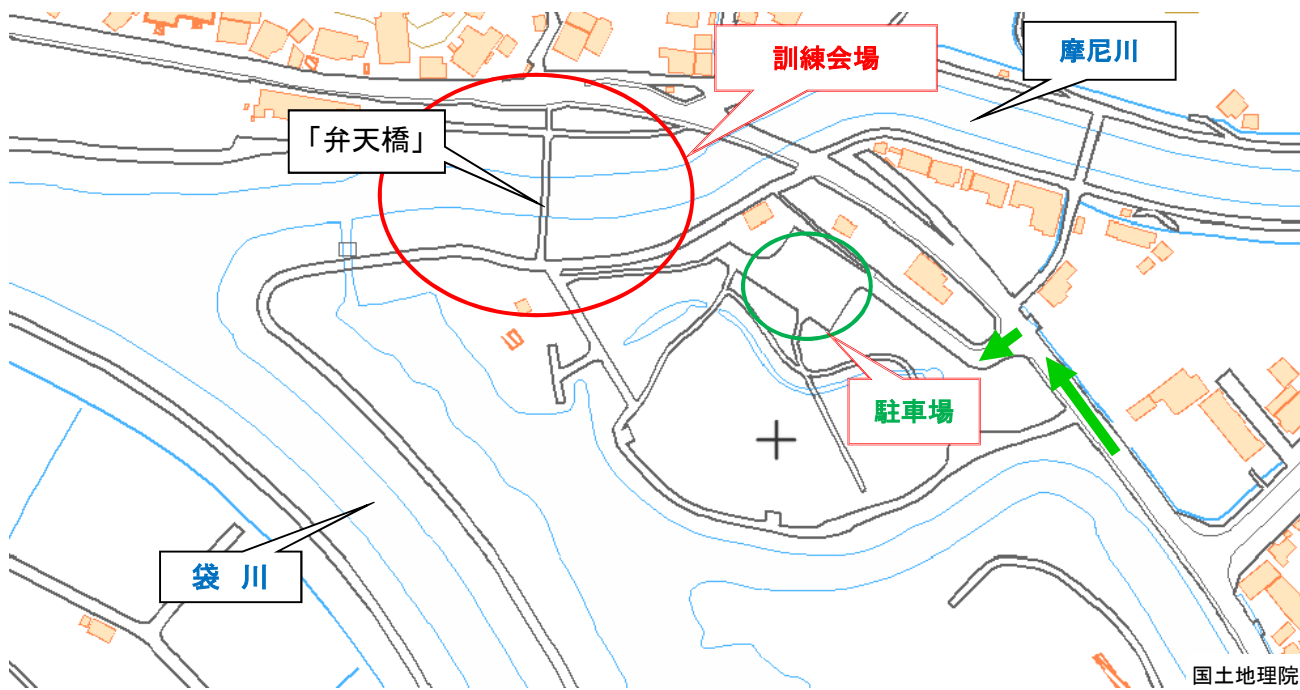 訓練会場
摩尼川
「弁天橋」
駐車場
袋 川
国土地理院